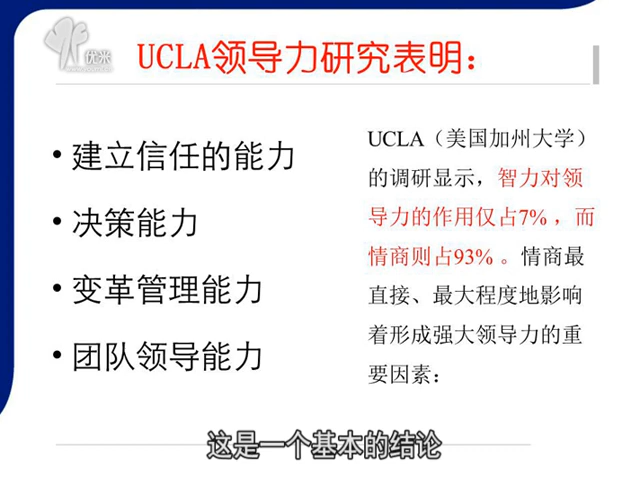 优米
UCLA领导力研究表明：
• 建立信任的能力
• 决策能力
• 变革管理能力
• 团队领导能力
UCLA（美国加州大学）
的调研显示，智力对领
导力的作用仅占7%，而
情商则占93% 。情商最
直接、最大程度地影响
着形成强大领导力的重
要因素：
这是一个基本的结论